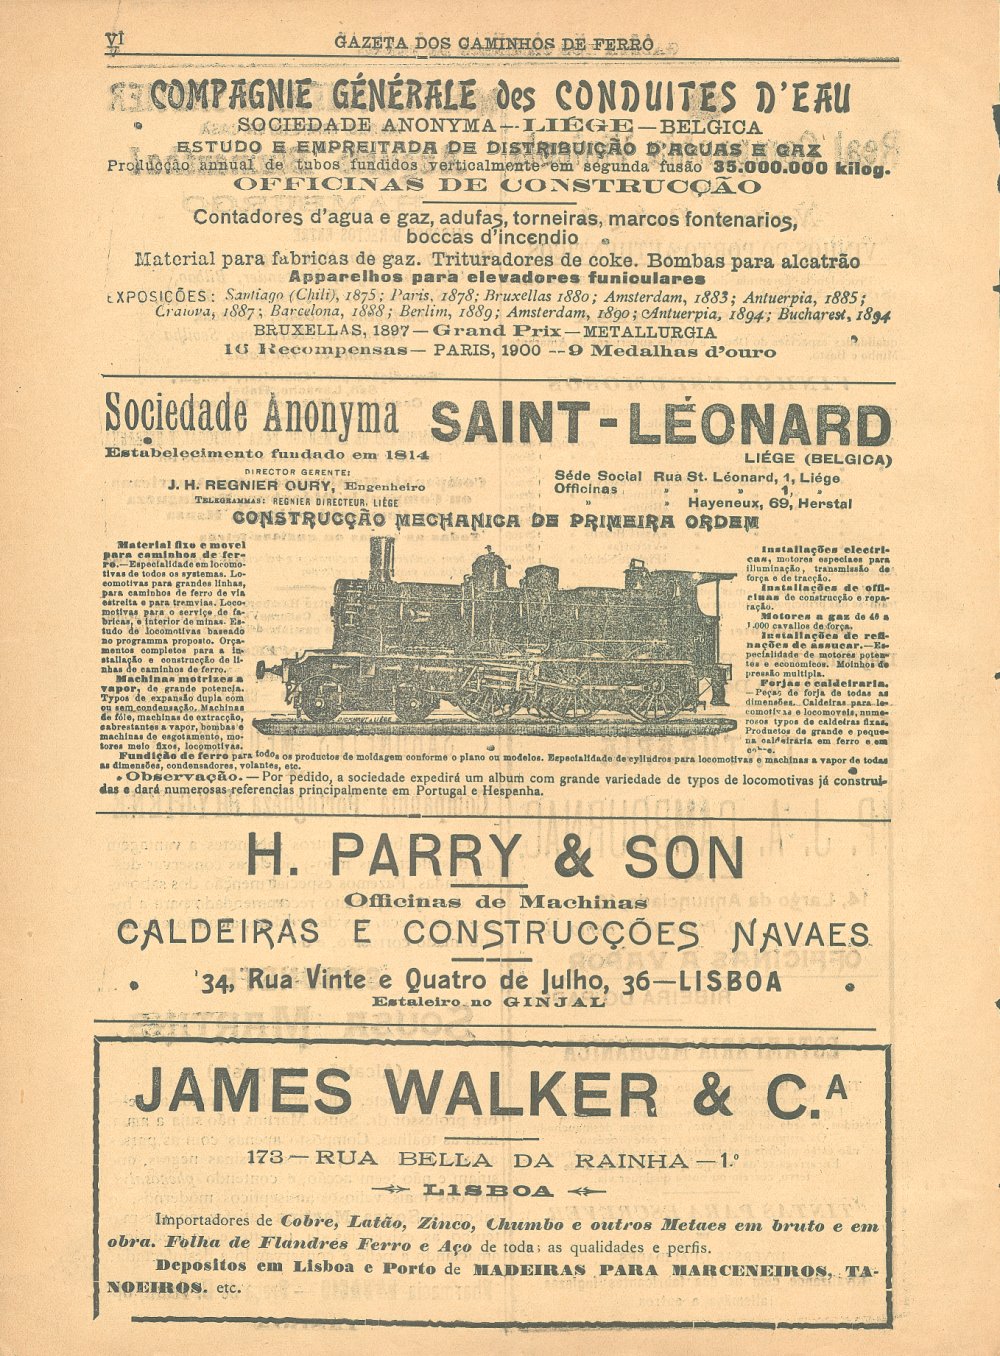 VI
GAZETA DOS CAMINHOS DE FERRO
COMPAGNIE GÉNÉRALE des CONDUITES D'EAU
SOCIEDADE ANONYMA—LIÉGE—BELGICA
ESTUDO E EMPREITADA DE DISTRIBUIÇÃO D'AGUAS E GAZ
Producção annual de tubos fundidos verticalmente em segunda fusão 35.000.000 kilog.
OFFICINAS DE CONSTRUCÇÃO
Contadores d'agua e gaz, adufas, torneiras, marcos fontenarios,
boccas d'incendio
Material para fabricas de gaz. Trituradores de coke. Bombas para alcatrão
Apparelhos para elevadores funiculares
EXPOSIÇÕES: Santiago (Chili), 1875; Paris, 1878; Bruxellas 1880; Amsterdam, 1883; Antuerpia, 1885;
Craiova, 1887; Barcelona, 1888; Berlim, 1889; Amsterdam, 1890; Antuerpia, 1894; Bucharest, 1894
BRUXELLAS, 1897—Grand Prix—METALLURGIA
16 Recompensas—PARIS, 1900--9 Medalhas d'ouro
Sociedade Anonyma SAINT-LÉONARD
Estabelecimento fundado em 1814
LIÉGE (BELGICA)
DIRECTOR GERENTE:
J. H. REGNIER OURY, Engenheiro
TELEGRAMMAS: REGNIER DIRECTEUR, LIÉGE
Séde Social Rua St. Léonard, 1, Liége
Officinas » » » 1, »
» Hayeneux, 69, Herstal
CONSTRUCÇÃO MECHANICA DE PRIMEIRA ORDEM
Material fixo e movel
para caminhos de fer-
ro.—Especialidade em locomo-
tivas de todos os systemas. Lo-
comotivas para grandes linhas,
para caminhos de ferro de via
estreita e para tremvias. Loco-
motivas para o serviço de fa-
bricas, e interior de minas. Es-
tudo de locomotivas baseado
no programma proposto. Orça-
mentos completos para a in-
stallação e construcção de li-
nhas de caminhos de ferro.
Machinas motrizes a
vapor, de grande potencia.
Typos de expansão dupla com
ou sem condensação. Machinas
de fôle, machinas de extracção,
cabrestantes a vapor, bombas e
machinas de esgotamento, mo-
tores meio fixos, locomotivas.
Installações electri-
cas, motores especiaes para
illuminação, transmissão de
força e de tracção.
Installações de offi-
cinas de construcção e repa-
ração.
Motores a gaz de 40 a
1.000 cavallos de força.
Installações de refi-
nações de assucar.—Es-
pecialidade de motores poten-
tes e economicos. Moinhos de
pressão multipla.
Forjas e caldeiraria.
—Peças de forja de todas as
dimensões. Caldeiras para lo-
comotivas e locomoveis, nume-
rosos typos de caldeiras fixas.
Productos de grande e peque-
na caldeiraria em ferro e em
cobre.
Fundição de ferro para todos os productos de moldagem conforme o plano ou modelos. Especialidade de cylindros para locomotivas e machinas a vapor de todas
as dimensões, condensadores, volantes, etc.
Observação.—Por pedido, a sociedade expedirá um album com grande variedade de typos de locomotivas já construi-
das e dará numerosas referencias principalmente em Portugal e Hespanha.
H. PARRY & SON
Officinas de Machinas
CALDEIRAS E CONSTRUCÇÕES NAVAES
34, Rua Vinte e Quatro de Julho, 36—LISBOA
Estaleiro no GINJAL
JAMES WALKER & C.A
173—RUA BELLA DA RAINHA—1.º
LISBOA
Importadores de Cobre, Latão, Zinco, Chumbo e outros Metaes em bruto e em
obra. Folha de Flandres Ferro e Aço de todas as qualidades e perfis.
Depositos em Lisboa e Porto de MADEIRAS PARA MARCENEIROS, TA-
NOEIROS. etc.